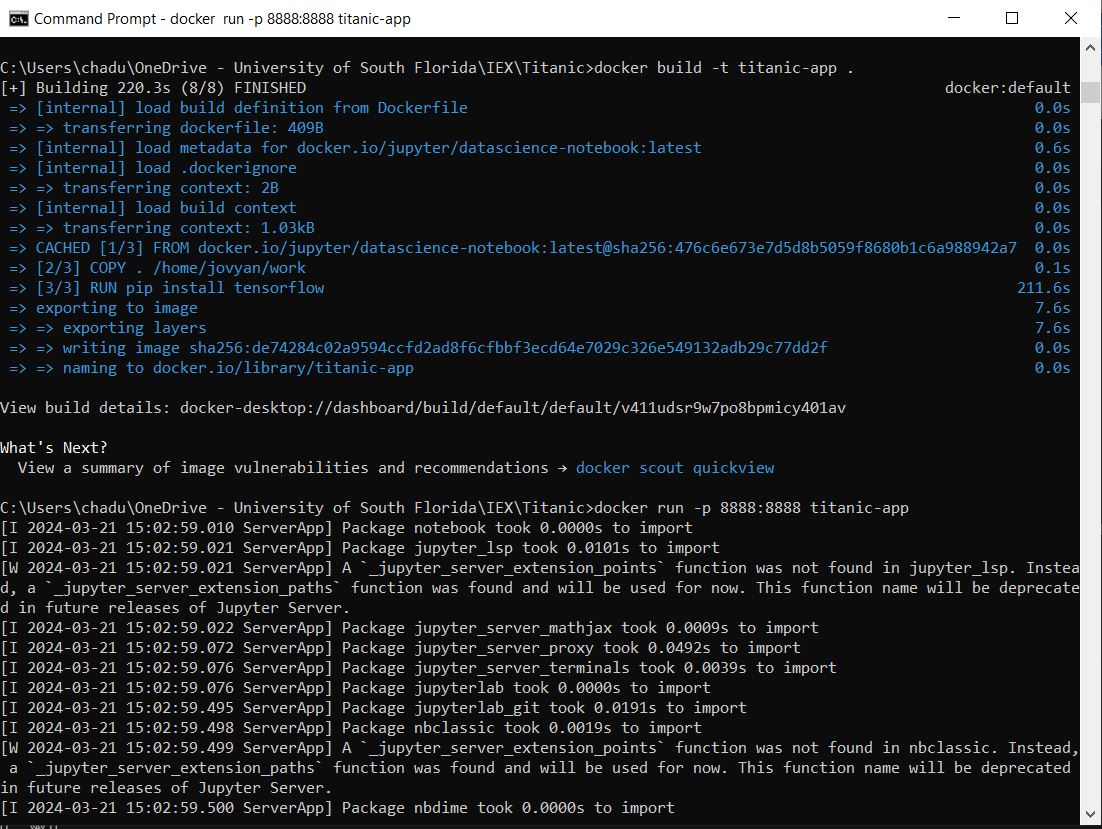 Command Prompt - docker  run -p 8888:8888 titanic-app
C:\Users\chadu\OneDrive - University of South Florida\IEX\Titanic>docker build -t titanic-app .
[+] Building 220.3s (8/8) FINISHED docker:default
=> [internal] load build definition from Dockerfile 0.0s
=> => transferring dockerfile: 409B 0.0s
=> [internal] load metadata for docker.io/jupyter/datascience-notebook:latest 0.6s
=> [internal] load .dockerignore 0.0s
=> => transferring context: 2B 0.0s
=> [internal] load build context 0.0s
=> => transferring context: 1.03kB 0.0s
=> CACHED [1/3] FROM docker.io/jupyter/datascience-notebook:latest@sha256:476c6e673e7d5d8b5059f8680b1c6a988942a7 0.0s
=> [2/3] COPY . /home/jovyan/work 0.1s
=> [3/3] RUN pip install tensorflow 211.6s
=> exporting to image 7.6s
=> => exporting layers 7.6s
=> => writing image sha256:de74284c02a9594ccfd2ad8f6cfbbf3ecd64e7029c326e549132adb29c77dd2f 0.0s
=> => naming to docker.io/library/titanic-app 0.0s
View build details: docker-desktop://dashboard/build/default/default/v411udsr9w7po8bpmicy401av
What's Next?
View a summary of image vulnerabilities and recommendations → docker scout quickview
C:\Users\chadu\OneDrive - University of South Florida\IEX\Titanic>docker run -p 8888:8888 titanic-app
[I 2024-03-21 15:02:59.010 ServerApp] Package notebook took 0.0000s to import
[I 2024-03-21 15:02:59.021 ServerApp] Package jupyter_lsp took 0.0101s to import
[W 2024-03-21 15:02:59.021 ServerApp] A `_jupyter_server_extension_points` function was not found in jupyter_lsp. Instea
d, a `_jupyter_server_extension_paths` function was found and will be used for now. This function name will be deprecate
d in future releases of Jupyter Server.
[I 2024-03-21 15:02:59.022 ServerApp] Package jupyter_server_mathjax took 0.0009s to import
[I 2024-03-21 15:02:59.072 ServerApp] Package jupyter_server_proxy took 0.0492s to import
[I 2024-03-21 15:02:59.076 ServerApp] Package jupyter_server_terminals took 0.0039s to import
[I 2024-03-21 15:02:59.076 ServerApp] Package jupyterlab took 0.0000s to import
[I 2024-03-21 15:02:59.495 ServerApp] Package jupyterlab_git took 0.0191s to import
[I 2024-03-21 15:02:59.498 ServerApp] Package nbclassic took 0.0019s to import
[W 2024-03-21 15:02:59.499 ServerApp] A `_jupyter_server_extension_points` function was not found in nbclassic. Instead,
a `_jupyter_server_extension_paths` function was found and will be used for now. This function name will be deprecated
in future releases of Jupyter Server.
[I 2024-03-21 15:02:59.500 ServerApp] Package nbdime took 0.0000s to import